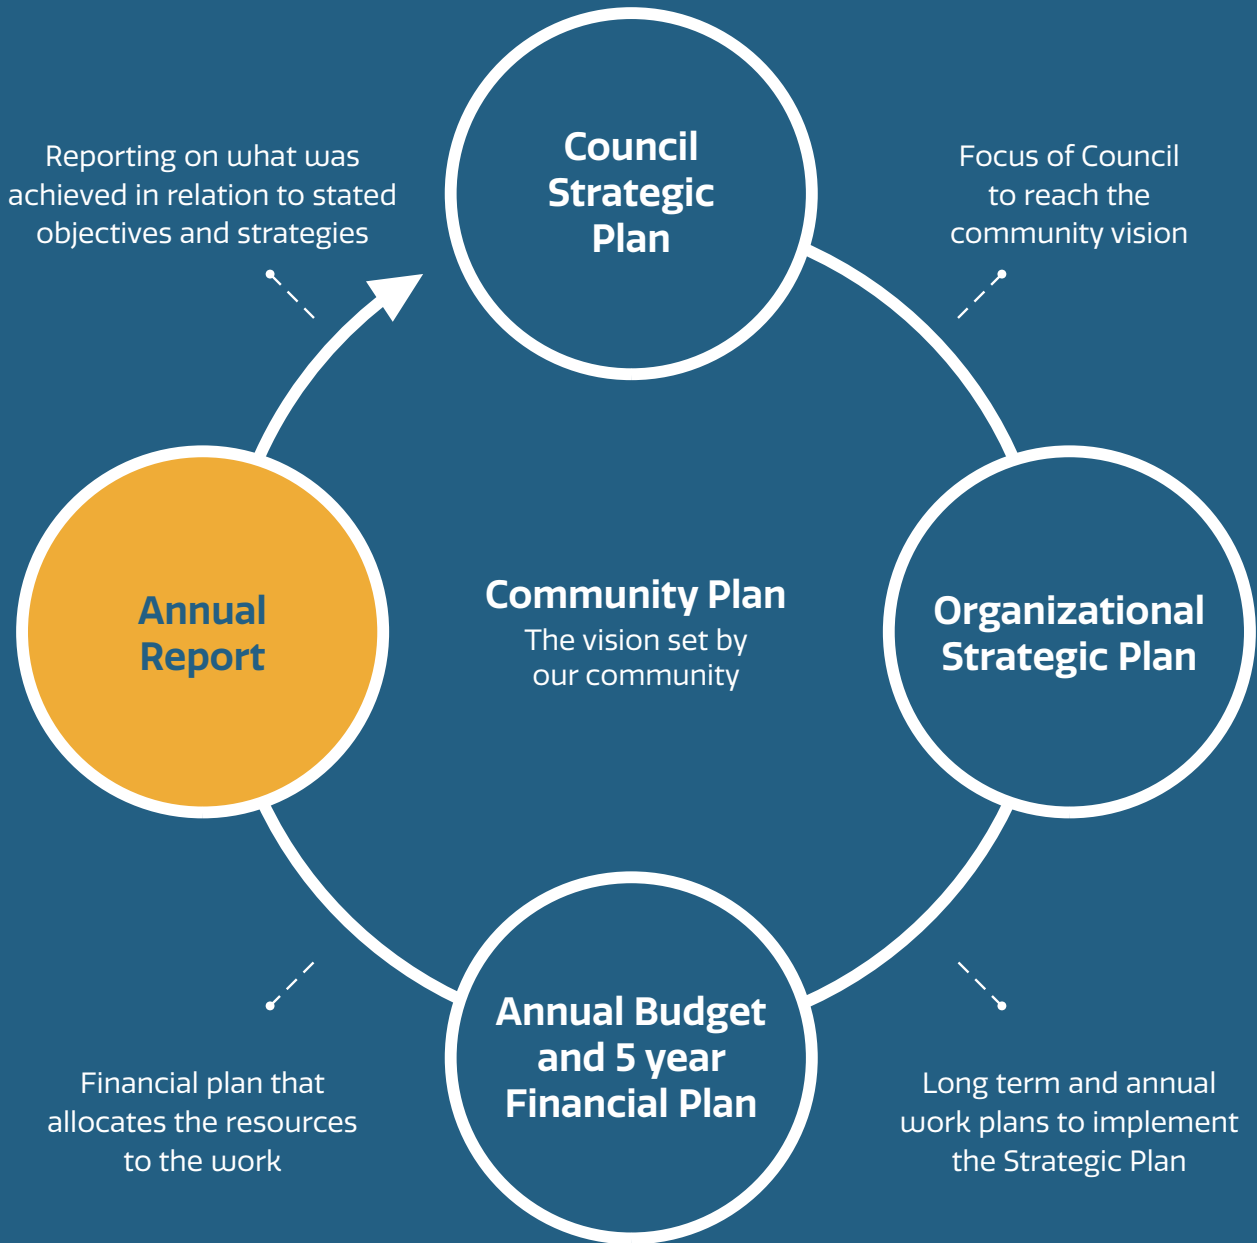 Council
Strategic
Plan
Reporting on what was
achieved in relation to stated
objectives and strategies
Focus of Council
to reach the
community vision
Annual
Report
Community Plan
The vision set by
our community
Organizational
Strategic Plan
Annual Budget
and 5 year
Financial Plan
Financial plan that
allocates the resources
to the work
Long term and annual
work plans to implement
the Strategic Plan